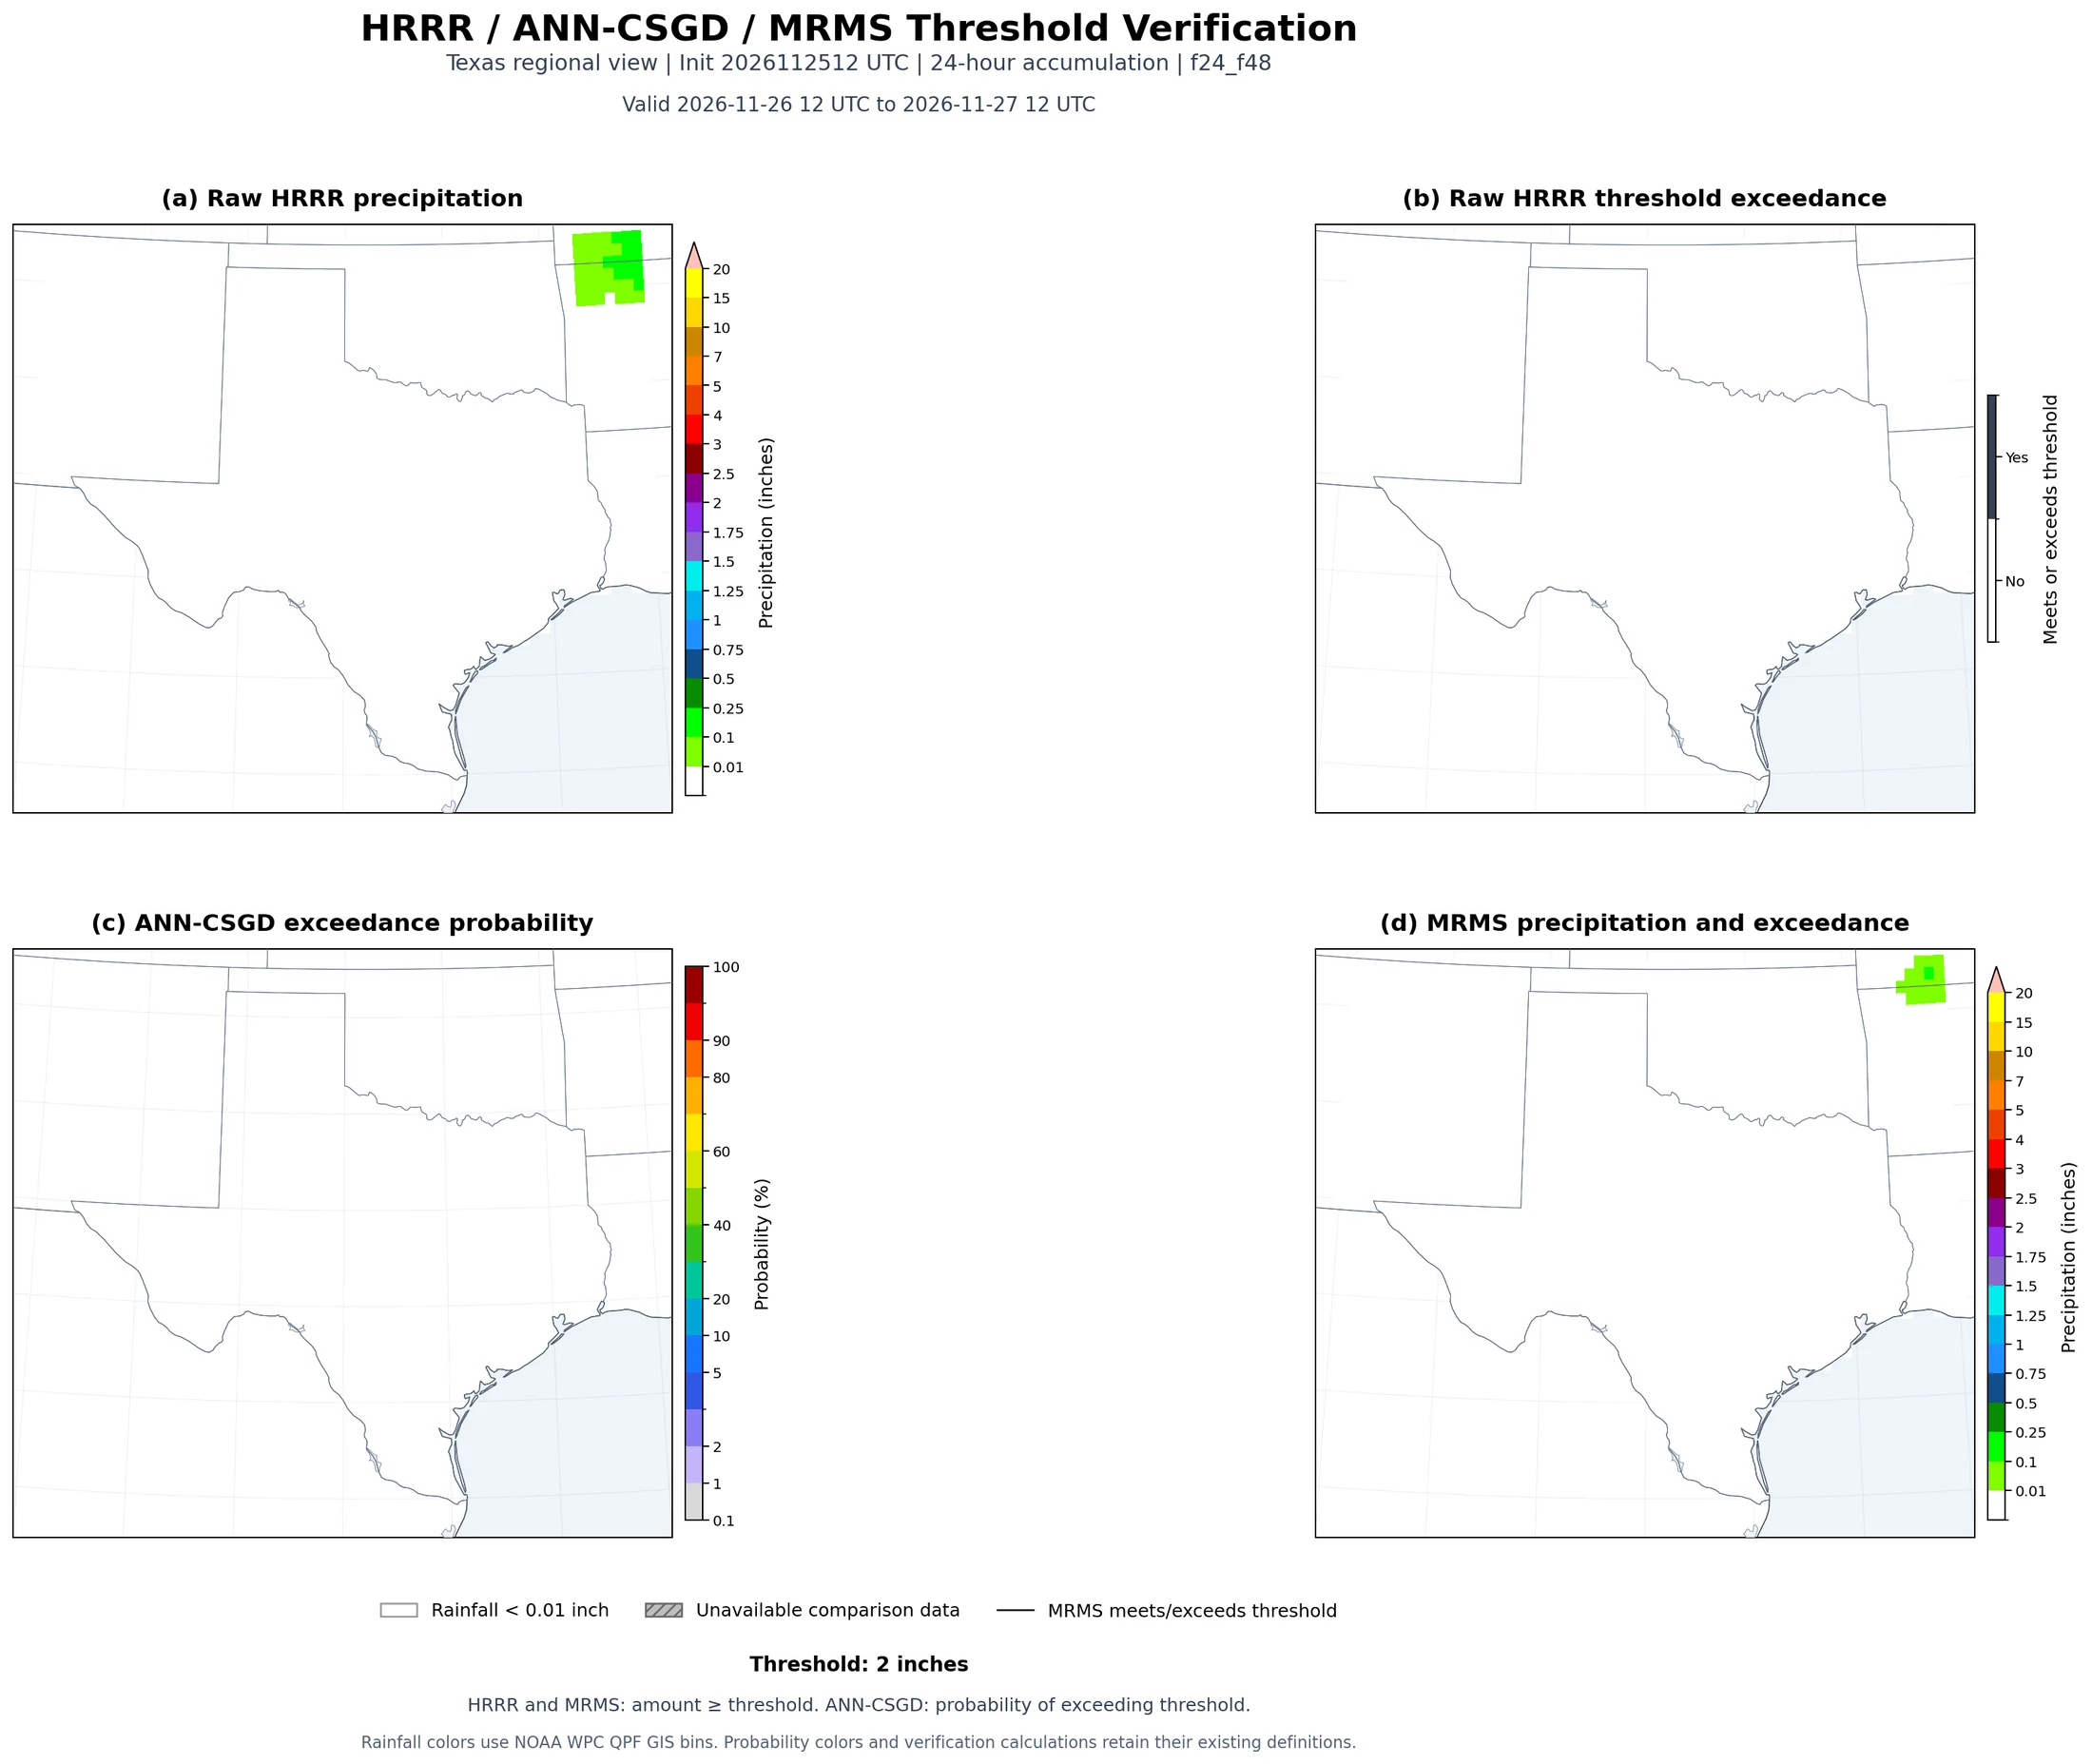 HRRR / ANN-CSGD / MRMS Threshold Verification
Texas regional view | Init 2026112512 UTC | 24-hour accumulation | f24_f48
Valid 2026-11-26 12 UTC to 2026-11-27 12 UTC
(a) Raw HRRR precipitation
20
15
10
7
5
4
3
2.5
2
1.75
1.5
1.25
1
0.75
0.5
0.25
0.1
0.01
Precipitation (inches)
(b) Raw HRRR threshold exceedance
Yes
No
Meets or exceeds threshold
(c) ANN-CSGD exceedance probability
100
90
80
60
40
20
10
5
2
1
0.1
Probability (%)
(d) MRMS precipitation and exceedance
20
15
10
7
5
4
3
2.5
2
1.75
1.5
1.25
1
0.75
0.5
0.25
0.1
0.01
Precipitation (inches)
Rainfall < 0.01 inch
Unavailable comparison data
MRMS meets/exceeds threshold
Threshold: 2 inches
HRRR and MRMS: amount ≥ threshold. ANN-CSGD: probability of exceeding threshold.
Rainfall colors use NOAA WPC QPF GIS bins. Probability colors and verification calculations retain their existing definitions.